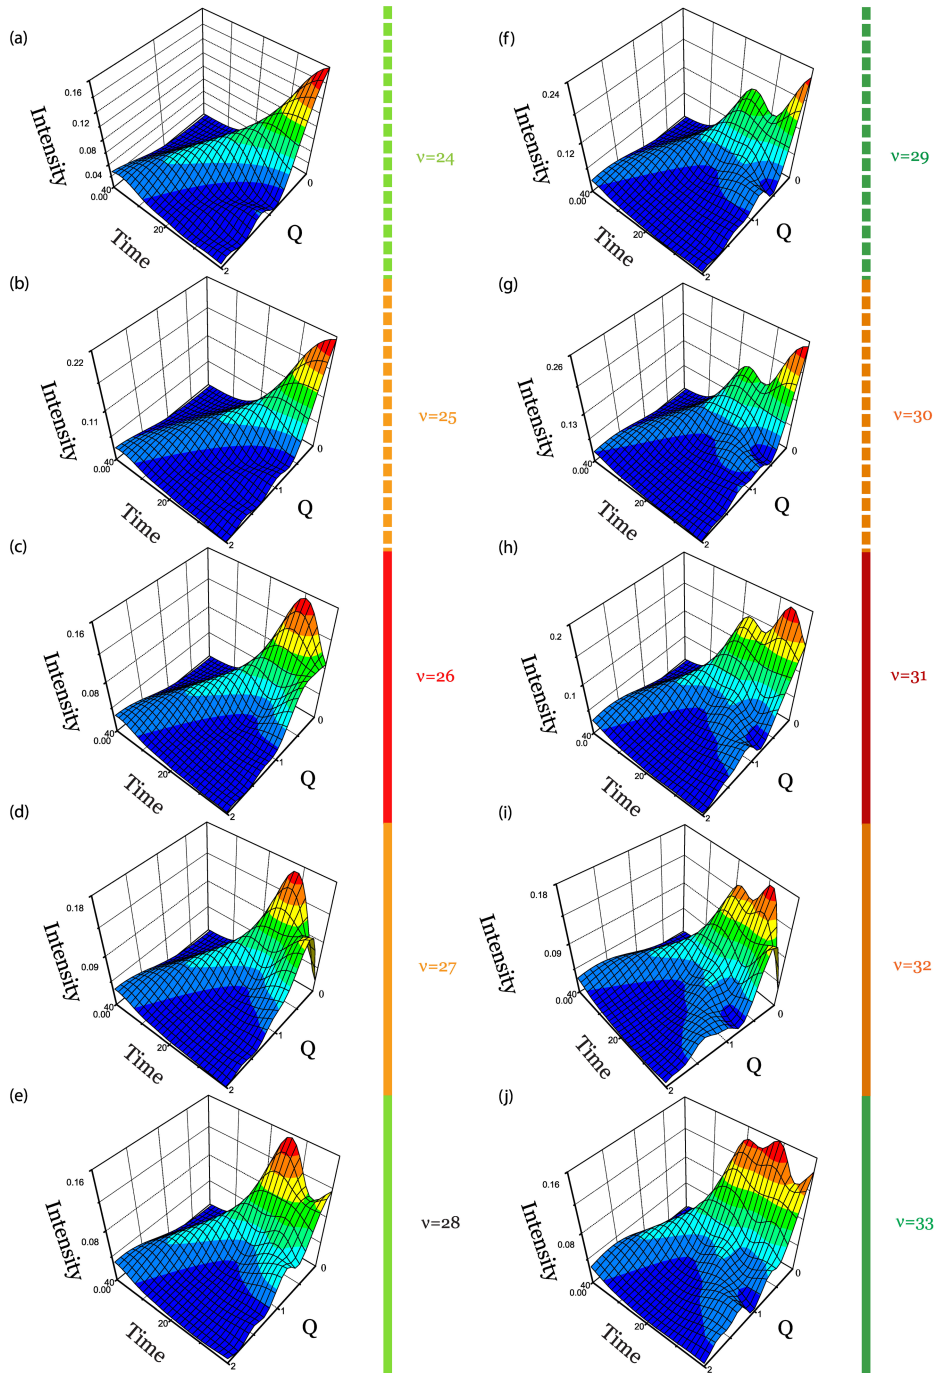 (a)
0.16
0.12
0.08
0.04
0.00
40
20
2
0
Intensity
Time
Q
ν=24
(b)
0.22
0.11
0.00
40
20
2
1
0
Intensity
Time
Q
ν=25
(c)
0.16
0.08
0.00
40
20
2
1
0
Intensity
Time
Q
ν=26
(d)
0.18
0.09
0.00
40
20
2
1
0
Intensity
Time
Q
ν=27
(e)
0.16
0.08
0.00
40
20
2
1
0
Intensity
Time
Q
ν=28
(f)
0.24
0.12
0.00
40
20
2
1
0
Intensity
Time
Q
ν=29
(g)
0.26
0.13
0.00
40
20
2
1
0
Intensity
Time
Q
ν=30
(h)
0.2
0.1
0.0
40
20
2
1
0
Intensity
Time
Q
ν=31
(i)
0.18
0.09
0.00
40
20
2
1
0
Intensity
Time
Q
ν=32
(j)
0.16
0.08
0.00
40
20
2
1
0
Intensity
Time
Q
ν=33